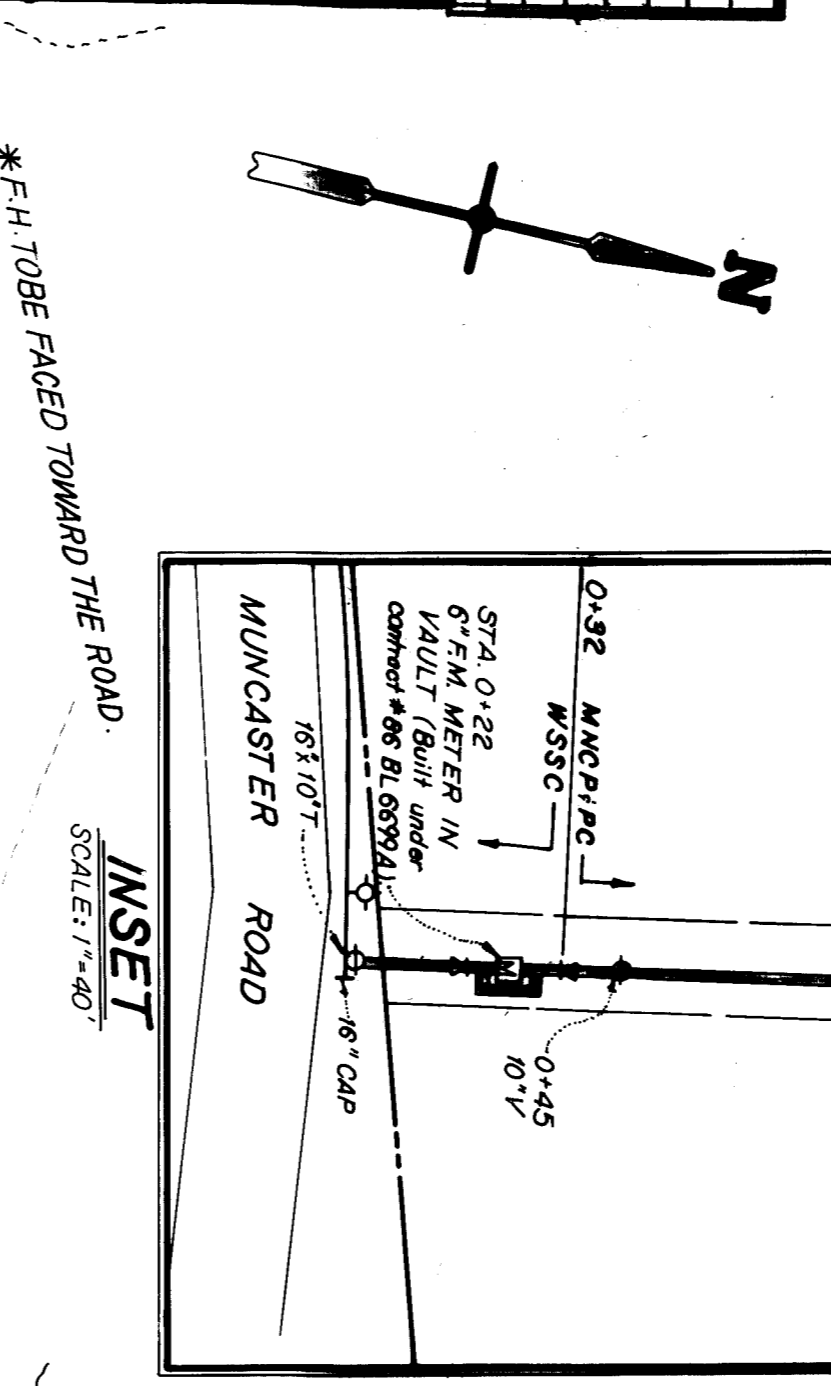 N
*F.H. TOBE FACED TOWARD THE ROAD.
0+32 MNCP&PC
WSSC
STA. 0+22
6" F.M. METER IN
VAULT (Built under
contract #86 BL 6699A)
M
0+45
10"V
16"x10"T
16" CAP
MUNCASTER ROAD
INSET
SCALE: 1"=40'